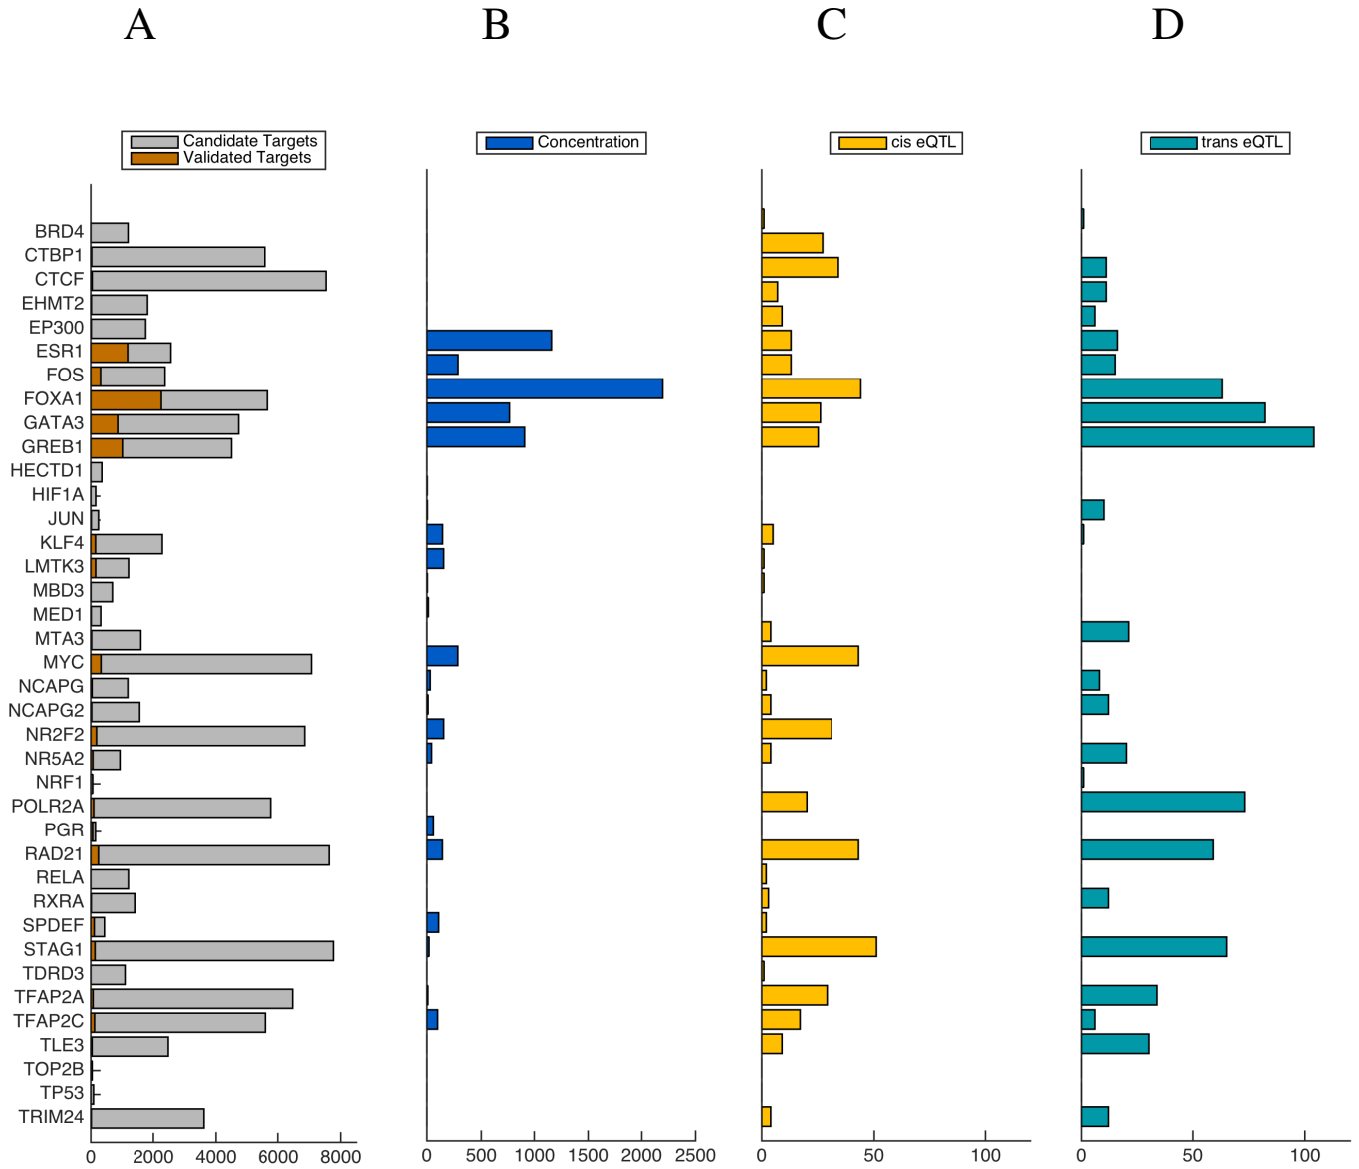 A B C D
Candidate Targets
Validated Targets
Concentration
cis eQTL
trans eQTL
BRD4
CTBP1
CTCF
EHMT2
EP300
ESR1
FOS
FOXA1
GATA3
GREB1
HECTD1
HIF1A
JUN
KLF4
LMTK3
MBD3
MED1
MTA3
MYC
NCAPG
NCAPG2
NR2F2
NR5A2
NRF1
POLR2A
PGR
RAD21
RELA
RXRA
SPDEF
STAG1
TDRD3
TFAP2A
TFAP2C
TLE3
TOP2B
TP53
TRIM24
0 2000 4000 6000 8000
0 500 1000 1500 2000 2500
0 50 100
0 50 100